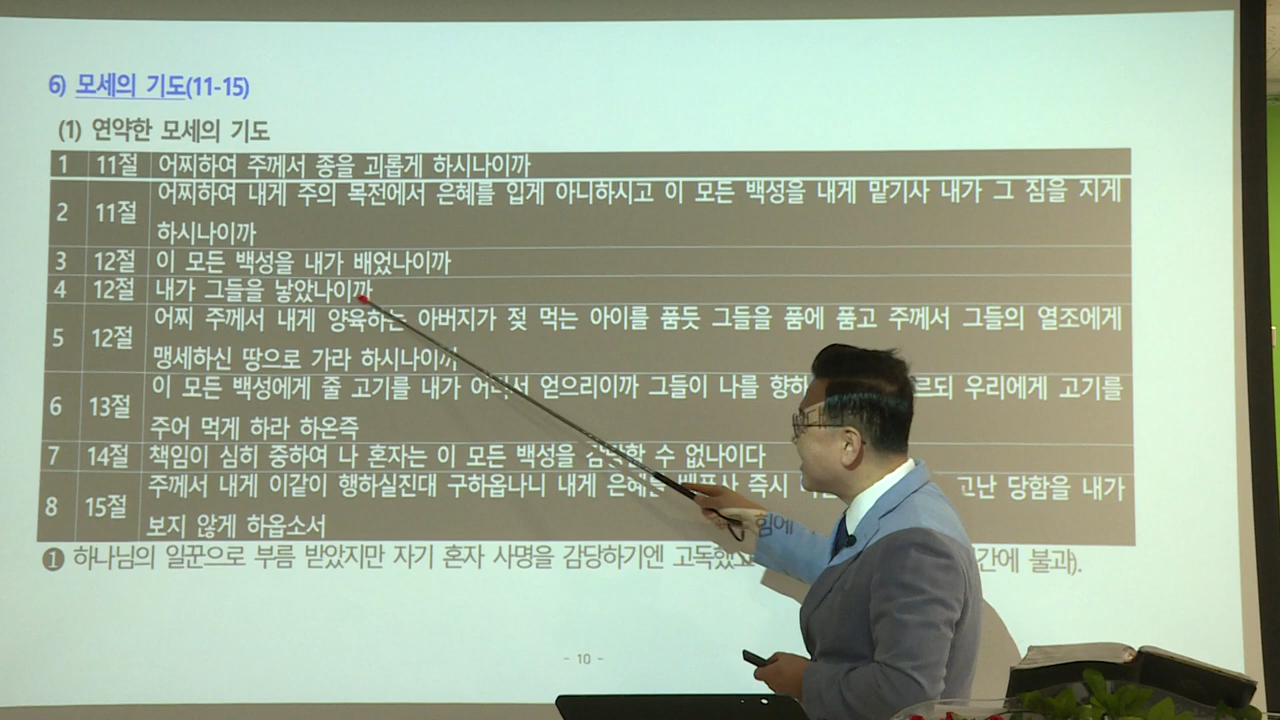 6) 모세의 기도(11-15)
(1) 연약한 모세의 기도
1 11절 어찌하여 주께서 종을 괴롭게 하시나이까
2 11절 어찌하여 내게 주의 목전에서 은혜를 입게 아니하시고 이 모든 백성을 내게 맡기사 내가 그 짐을 지게
하시나이까
3 12절 이 모든 백성을 내가 배었나이까
4 12절 내가 그들을 낳았나이까
5 12절 어찌 주께서 내게 양육하는 아버지가 젖 먹는 아이를 품듯 그들을 품에 품고 주께서 그들의 열조에게
맹세하신 땅으로 가라 하시나이까
6 13절 이 모든 백성에게 줄 고기를 내가 어디서 얻으리이까 그들이 나를 우리에게 고기를
주어 먹게 하라 하온즉
7 14절 책임이 심히 중하여 나 혼자는 이 모든 백성을 감당할 수 없나이다
8 15절 주께서 내게 이같이 행하실진대 구하옵나니 내게 은혜를 베푸사 즉시 고난 당함을 내가
보지 않게 하옵소서
❶ 하나님의 일꾼으로 부름 받았지만 자기 혼자 사명을 감당하기엔 힘에 불과).
- 10 -